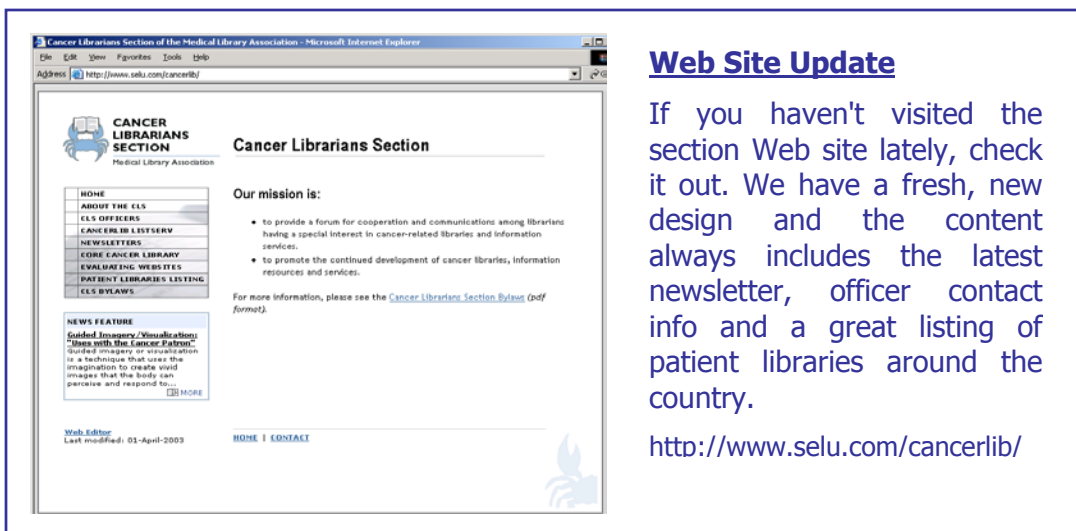 Cancer Librarians Section of the Medical Library Association - Microsoft Internet Explorer
File Edit View Favorites Tools Help
Address http://www.selu.com/cancerlib/
CANCER
LIBRARIANS
SECTION
Medical Library Association
HOME
ABOUT THE CLS
CLS OFFICERS
CANCERLIB LISTSERV
NEWSLETTERS
CORE CANCER LIBRARY
EVALUATING WEBSITES
PATIENT LIBRARIES LISTING
CLS BYLAWS
NEWS FEATURE
Guided Imagery/Visualization:
"Uses with the Cancer Patron"
Guided imagery or visualization
is a technique that uses the
imagination to create vivid
images that the body can
perceive and respond to...
MORE
Web Editor
Last modified: 01-April-2003
Cancer Librarians Section
Our mission is:
• to provide a forum for cooperation and communications among librarians
having a special interest in cancer-related libraries and information
services.
• to promote the continued development of cancer libraries, information
resources and services.
For more information, please see the Cancer Librarians Section Bylaws (pdf
format).
HOME | CONTACT
Web Site Update
If you haven't visited the
section Web site lately, check
it out. We have a fresh, new
design and the content
always includes the latest
newsletter, officer contact
info and a great listing of
patient libraries around the
country.
http://www.selu.com/cancerlib/